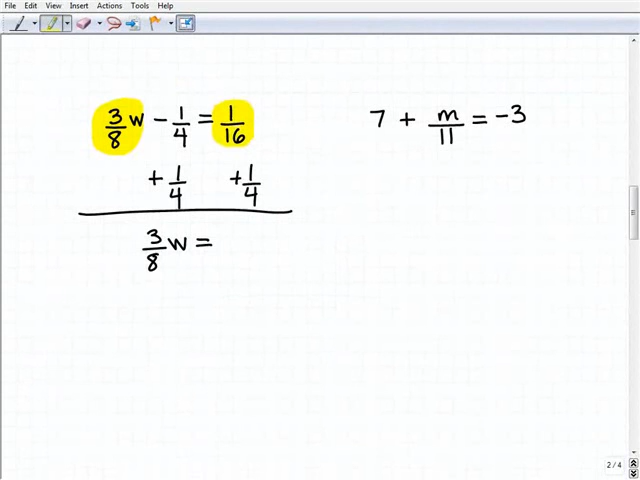 File Edit View Insert Actions Tools Help
3/8 w - 1/4 = 1/16
+ 1/4 + 1/4
3/8 w =
7 + m/11 = -3
2 / 4